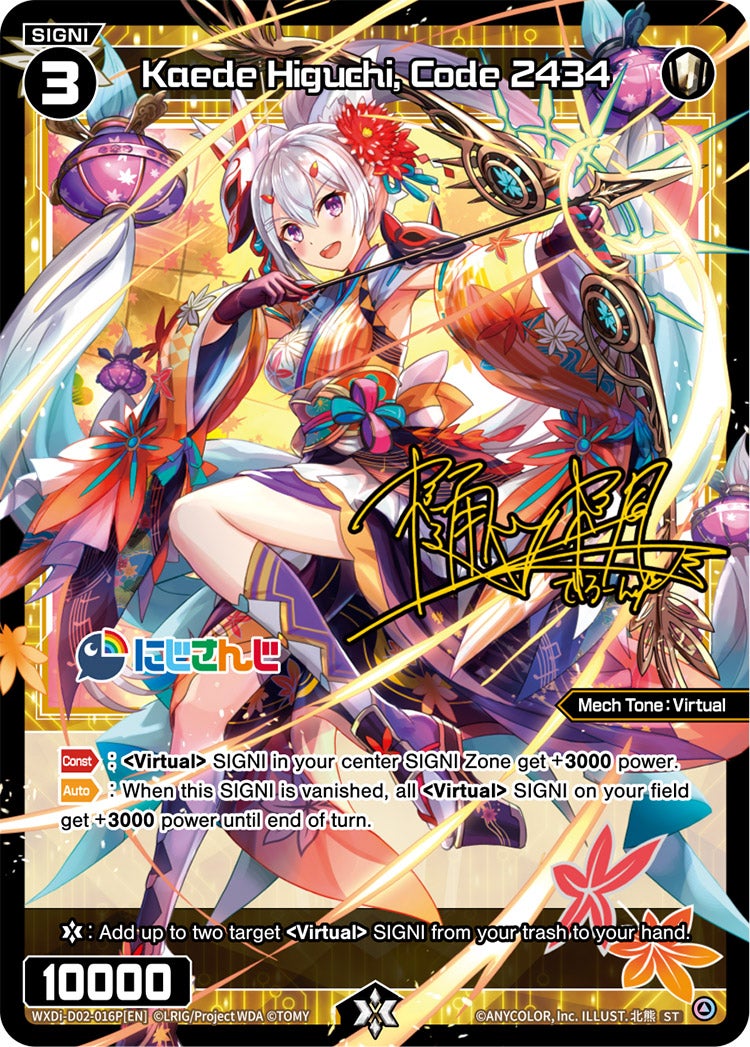 SIGNI
3
Kaede Higuchi, Code 2434
にじさんじ
Mech Tone:Virtual
Const : <Virtual> SIGNI in your center SIGNI Zone get +3000 power.
Auto : When this SIGNI is vanished, all <Virtual> SIGNI on your field
get +3000 power until end of turn.
: Add up to two target <Virtual> SIGNI from your trash to your hand.
10000
WXDi-D02-016P[EN] ©LRIG/Project WDA ©TOMY
©ANYCOLOR, Inc. ILLUST. 北熊 ST